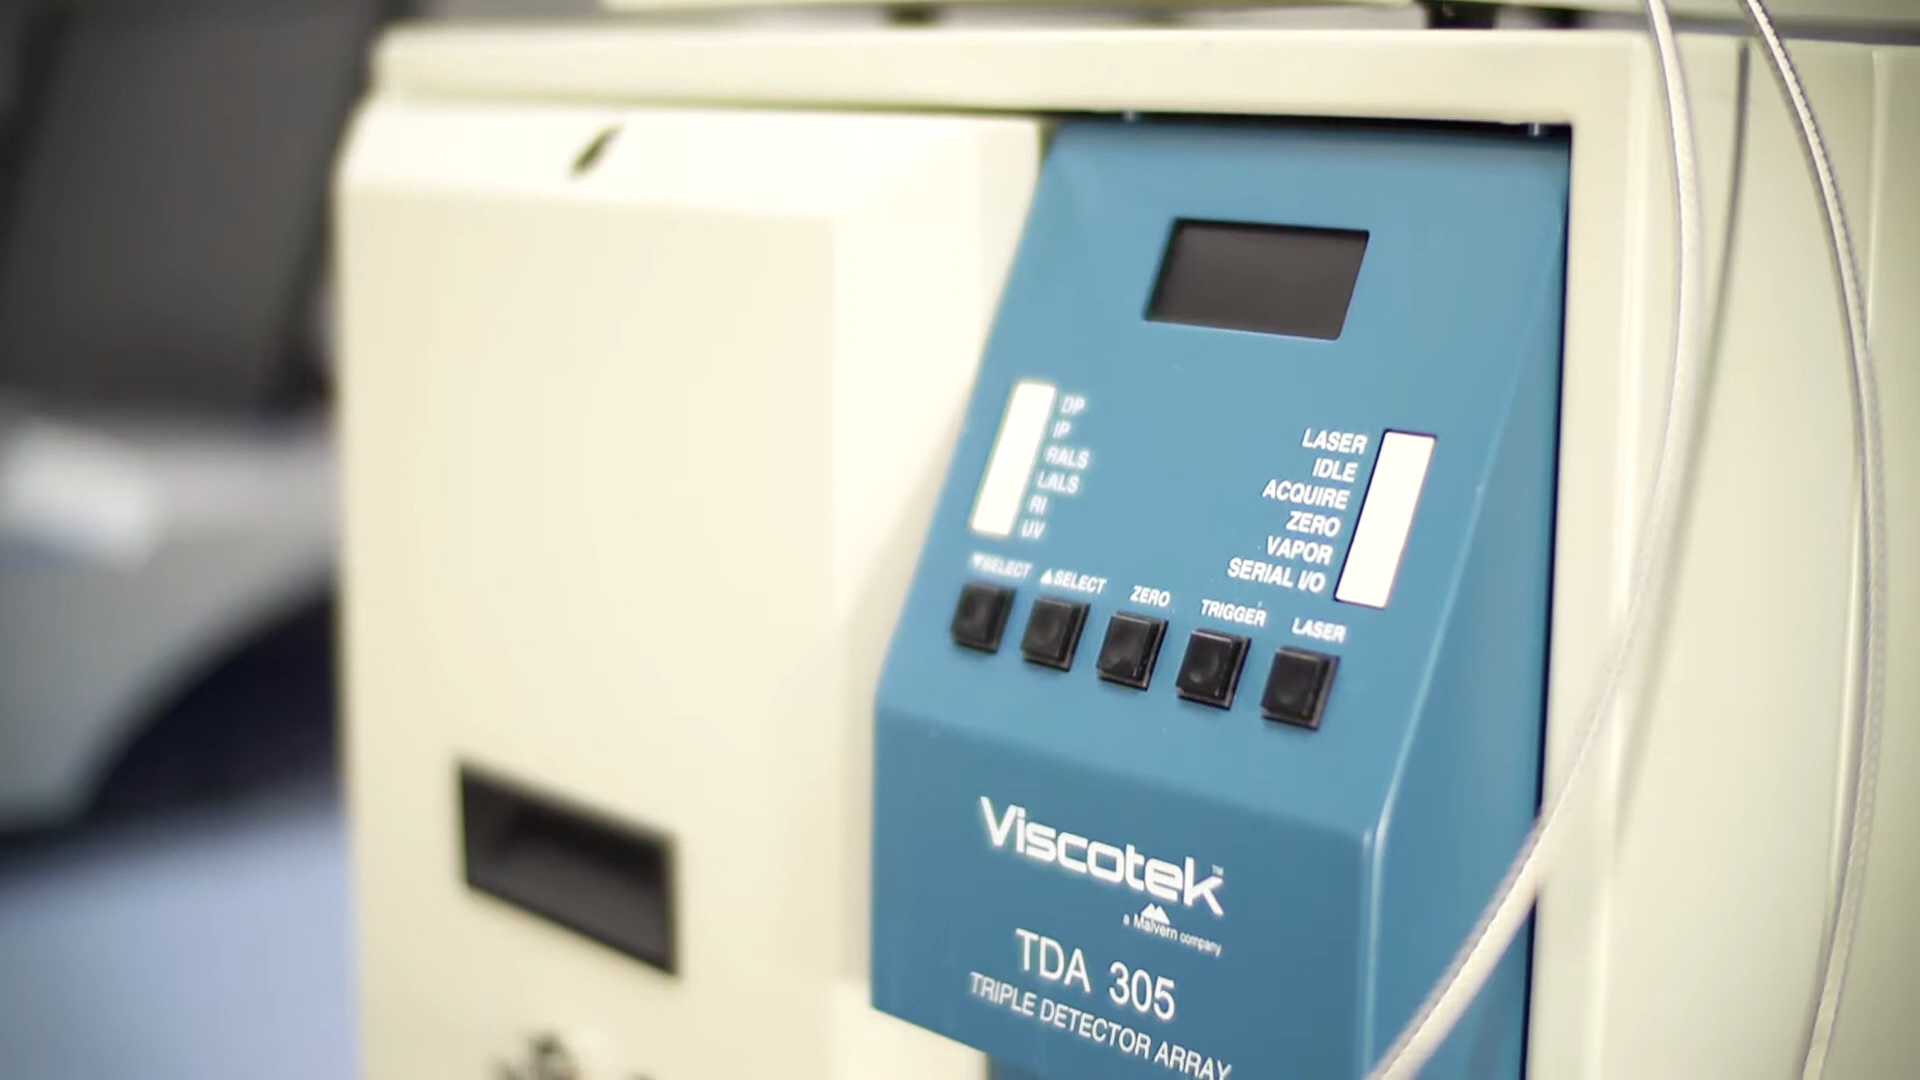 DP
IP
RALS
LALS
RI
UV
LASER
IDLE
ACQUIRE
ZERO
VAPOR
SERIAL I/O
▼SELECT ▲SELECT ZERO TRIGGER LASER
Viscotek™
a Malvern company
TDA 305
TRIPLE DETECTOR ARRAY